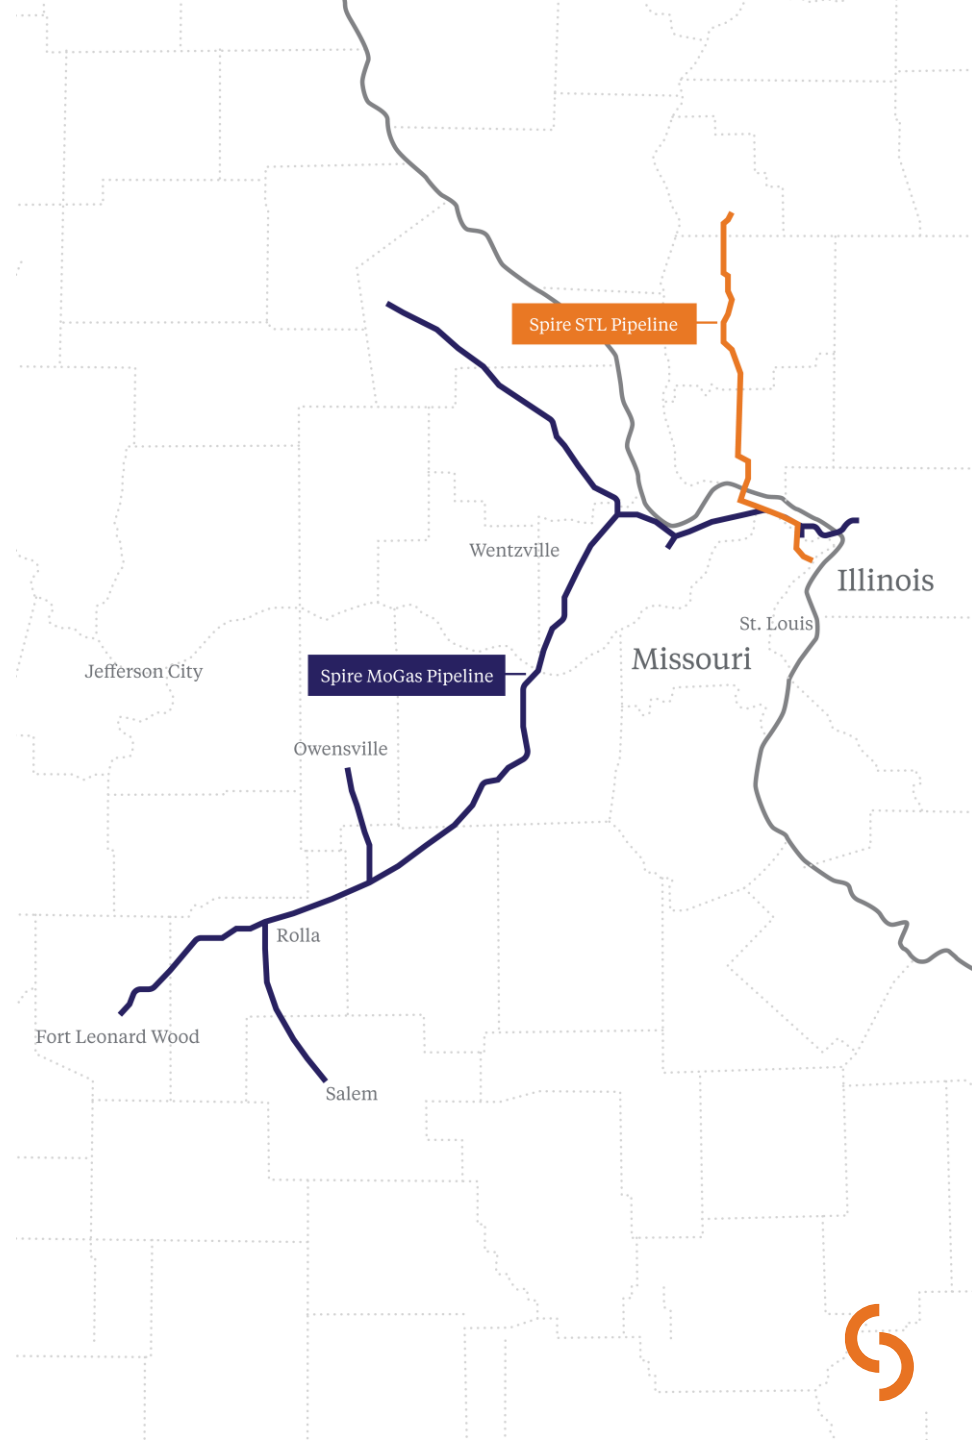 Spire STL Pipeline
Wentzville
Illinois
St. Louis
Missouri
Jefferson City
Spire MoGas Pipeline
Owensville
Rolla
Fort Leonard Wood
Salem